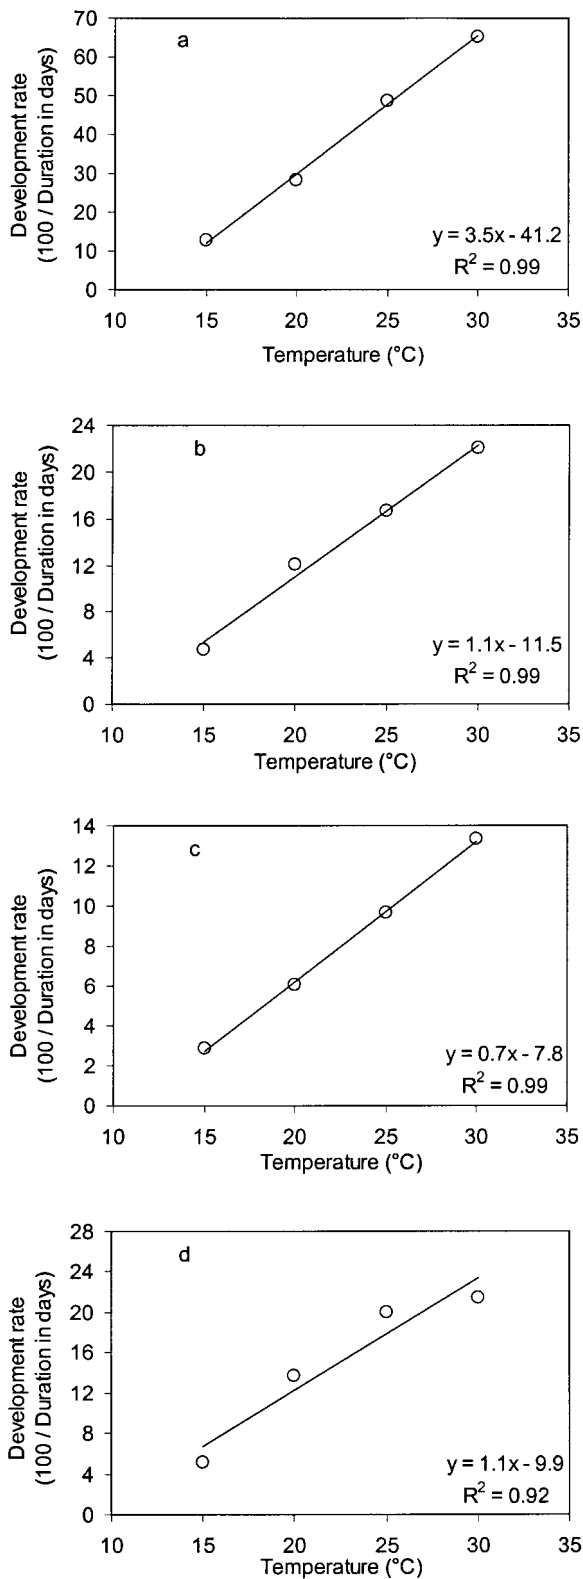 a
Development rate
(100 / Duration in days)
70
60
50
40
30
20
10
0
y = 3.5x - 41.2
R² = 0.99
10 15 20 25 30 35
Temperature (°C)
b
Development rate
(100 / Duration in days)
24
20
16
12
8
4
0
y = 1.1x - 11.5
R² = 0.99
10 15 20 25 30 35
Temperature (°C)
c
Development rate
(100 / Duration in days)
14
12
10
8
6
4
2
0
y = 0.7x - 7.8
R² = 0.99
10 15 20 25 30 35
Temperature (°C)
d
Development rate
(100 / Duration in days)
28
24
20
16
12
8
4
0
y = 1.1x - 9.9
R² = 0.92
10 15 20 25 30 35
Temperature (°C)